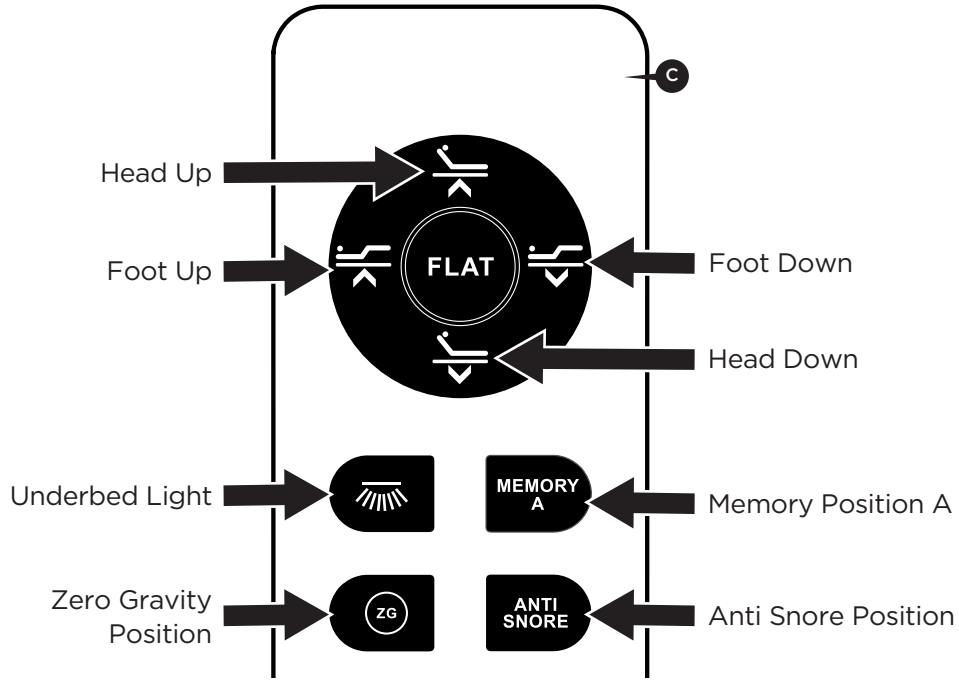 C
Head Up
Foot Up
FLAT
Foot Down
Head Down
Underbed Light
MEMORY
A
Memory Position A
Zero Gravity
Position
ZG
ANTI
SNORE
Anti Snore Position